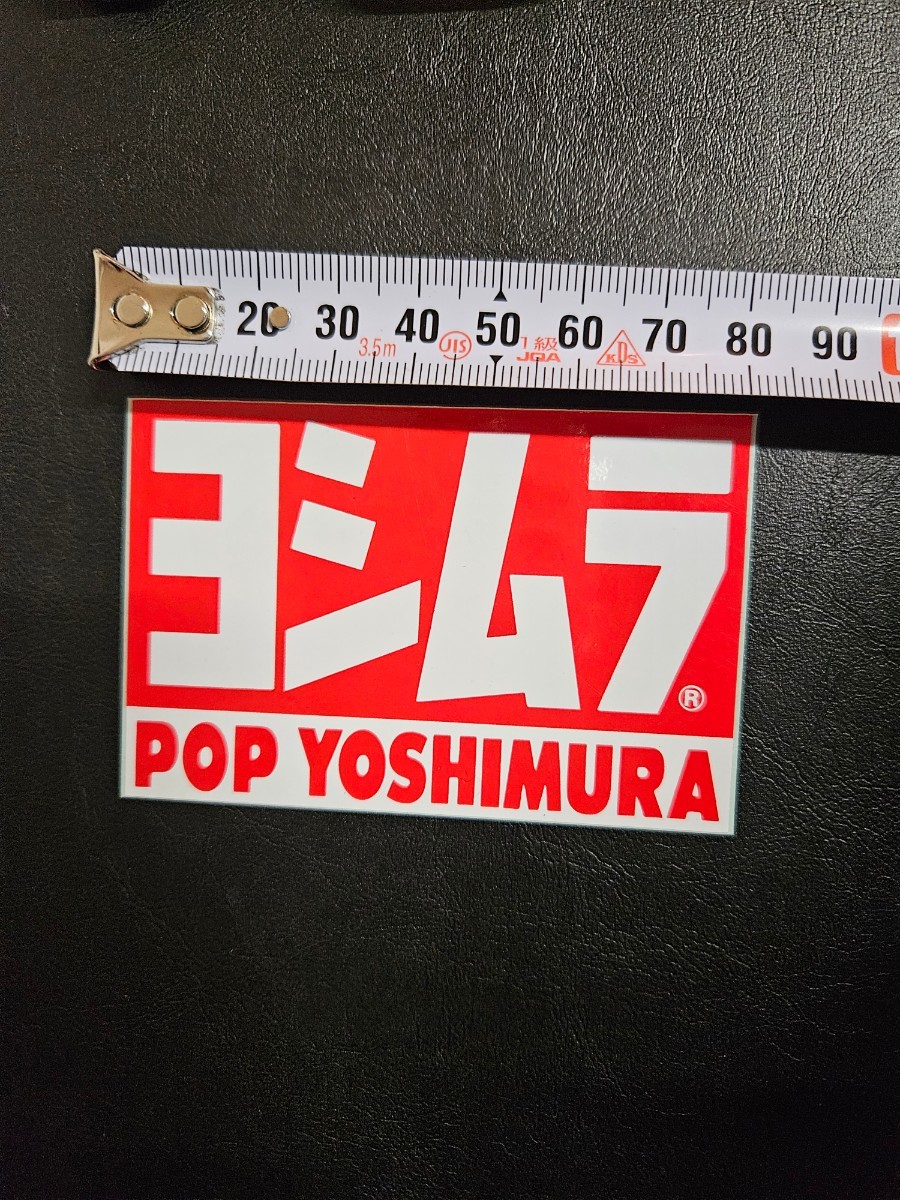 20 30 40 50 60 70 80 90
3.5m JIS 1級 JQA KDS
ヨシムラ®
POP YOSHIMURA